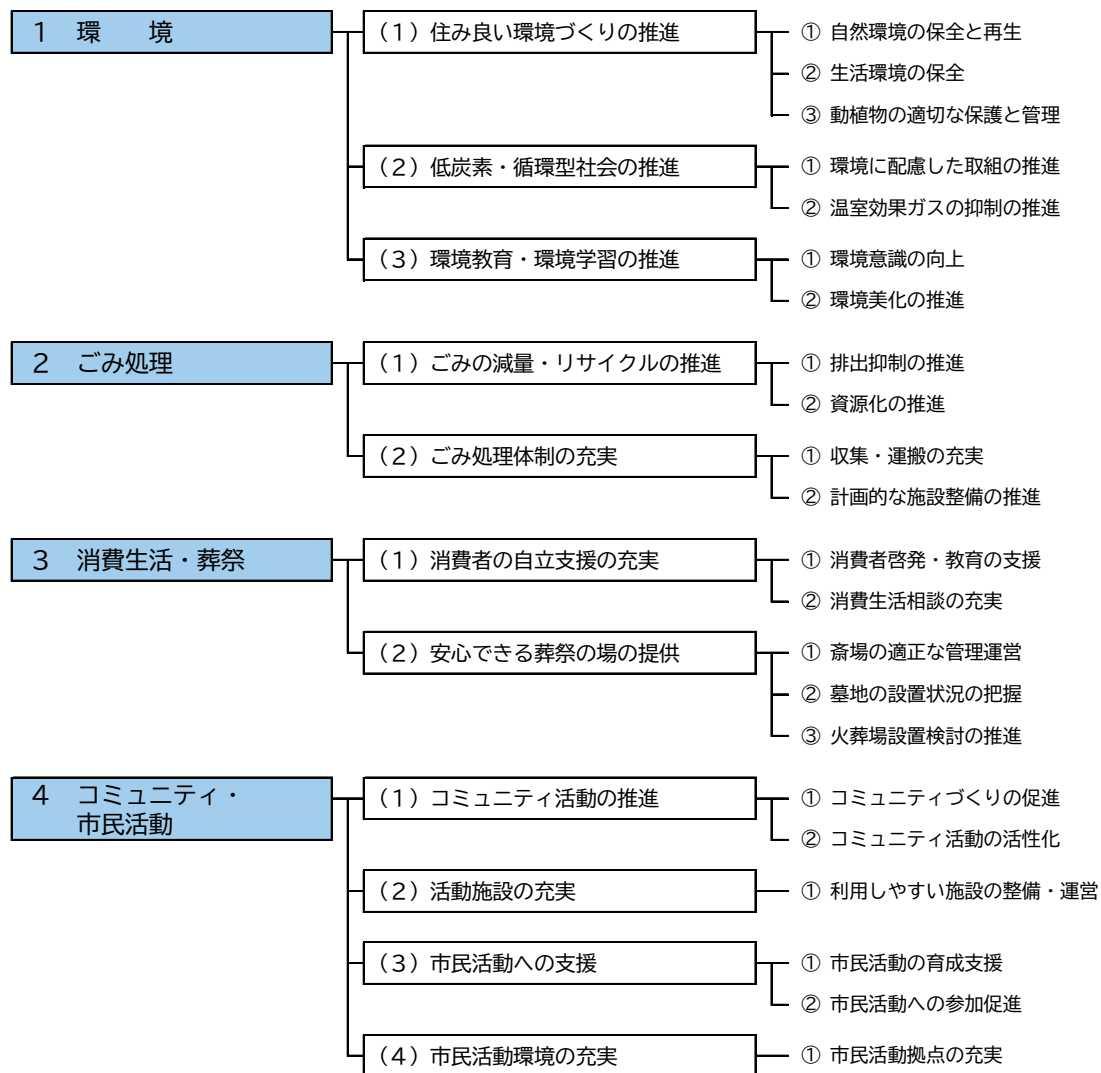 1 環 境
(1) 住み良い環境づくりの推進
① 自然環境の保全と再生
② 生活環境の保全
③ 動植物の適切な保護と管理
(2) 低炭素・循環型社会の推進
① 環境に配慮した取組の推進
② 温室効果ガスの抑制の推進
(3) 環境教育・環境学習の推進
① 環境意識の向上
② 環境美化の推進
2 ごみ処理
(1) ごみの減量・リサイクルの推進
① 排出抑制の推進
② 資源化の推進
(2) ごみ処理体制の充実
① 収集・運搬の充実
② 計画的な施設整備の推進
3 消費生活・葬祭
(1) 消費者の自立支援の充実
① 消費者啓発・教育の支援
② 消費生活相談の充実
(2) 安心できる葬祭の場の提供
① 斎場の適正な管理運営
② 墓地の設置状況の把握
③ 火葬場設置検討の推進
4 コミュニティ・
市民活動
(1) コミュニティ活動の推進
① コミュニティづくりの促進
② コミュニティ活動の活性化
(2) 活動施設の充実
① 利用しやすい施設の整備・運営
(3) 市民活動への支援
① 市民活動の育成支援
② 市民活動への参加促進
(4) 市民活動環境の充実
① 市民活動拠点の充実